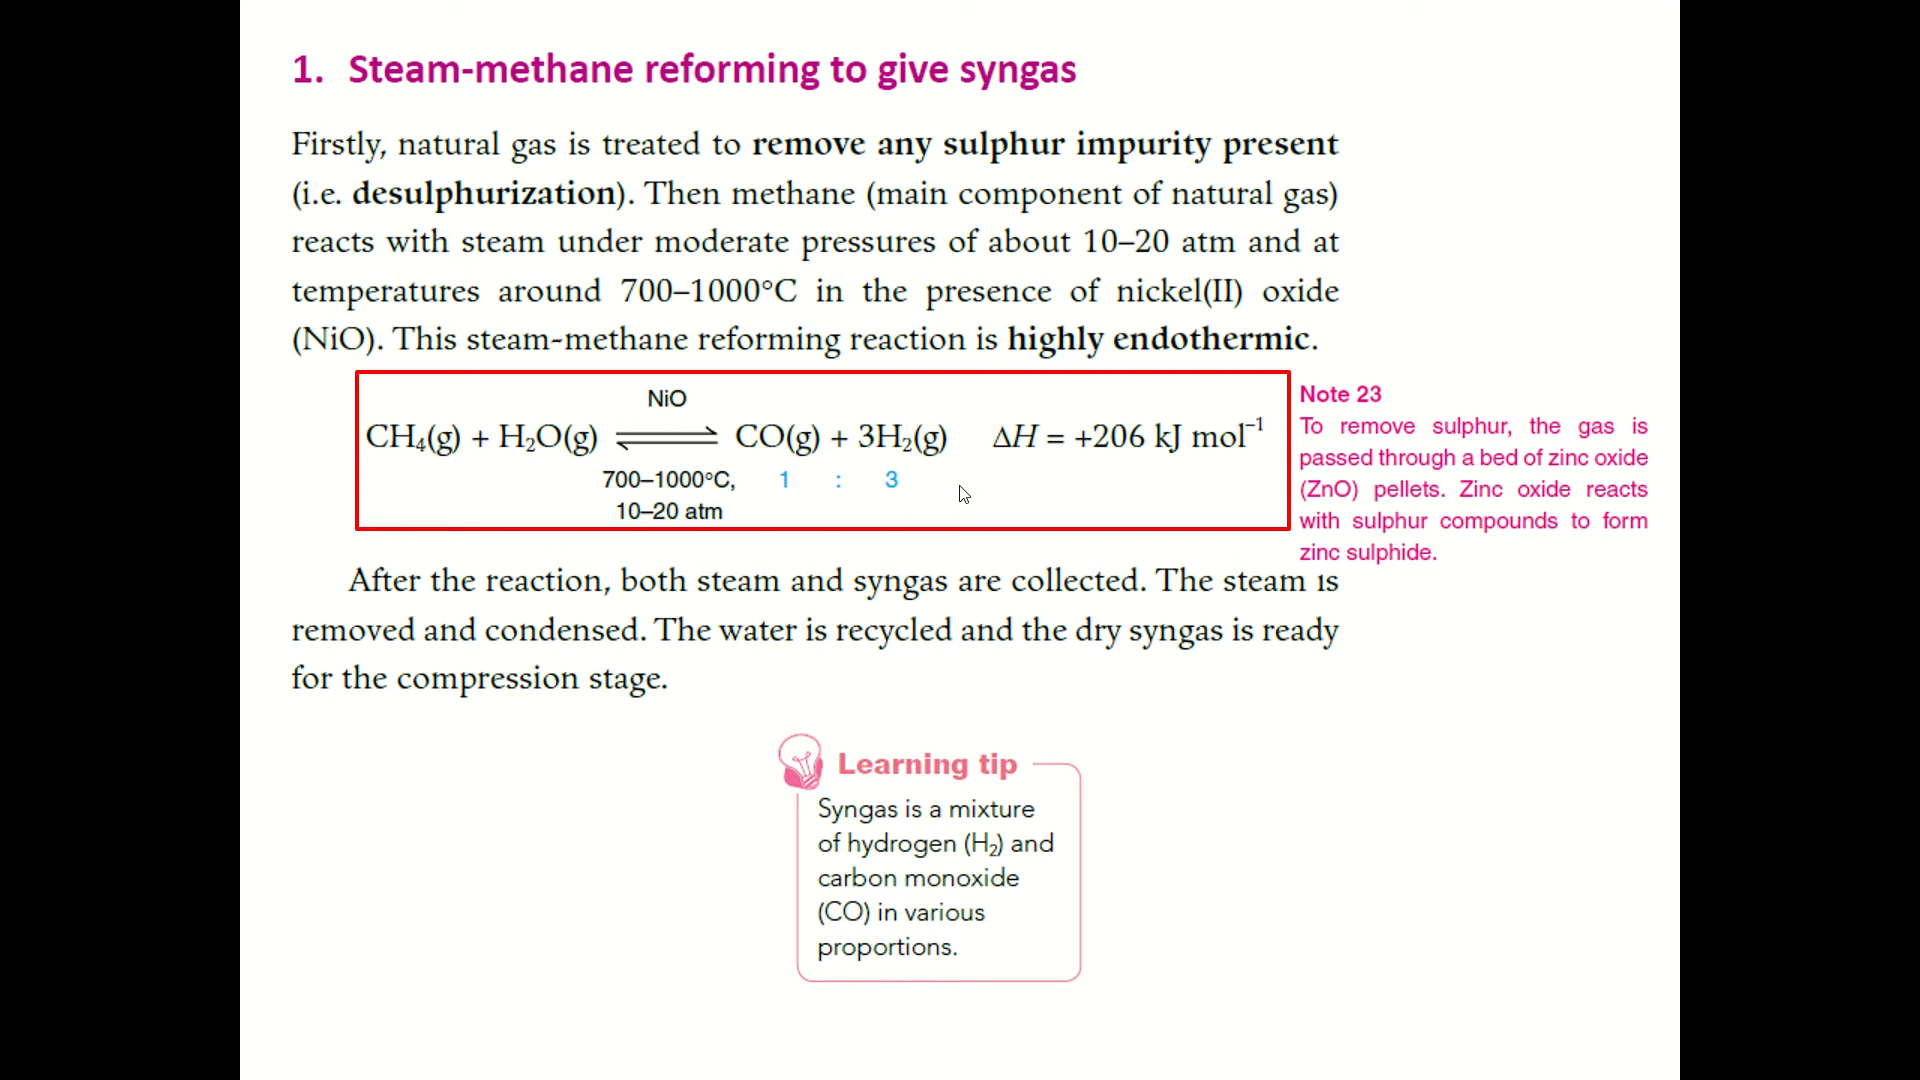 1. Steam-methane reforming to give syngas
Firstly, natural gas is treated to remove any sulphur impurity present
(i.e. desulphurization). Then methane (main component of natural gas)
reacts with steam under moderate pressures of about 10–20 atm and at
temperatures around 700–1000°C in the presence of nickel(II) oxide
(NiO). This steam-methane reforming reaction is highly endothermic.
NiO
CH₄(g) + H₂O(g) ⇌ CO(g) + 3H₂(g) ΔH = +206 kJ mol⁻¹
700–1000°C, 1 : 3
10–20 atm
Note 23
To remove sulphur, the gas is
passed through a bed of zinc oxide
(ZnO) pellets. Zinc oxide reacts
with sulphur compounds to form
zinc sulphide.
After the reaction, both steam and syngas are collected. The steam is
removed and condensed. The water is recycled and the dry syngas is ready
for the compression stage.
Learning tip
Syngas is a mixture
of hydrogen (H₂) and
carbon monoxide
(CO) in various
proportions.